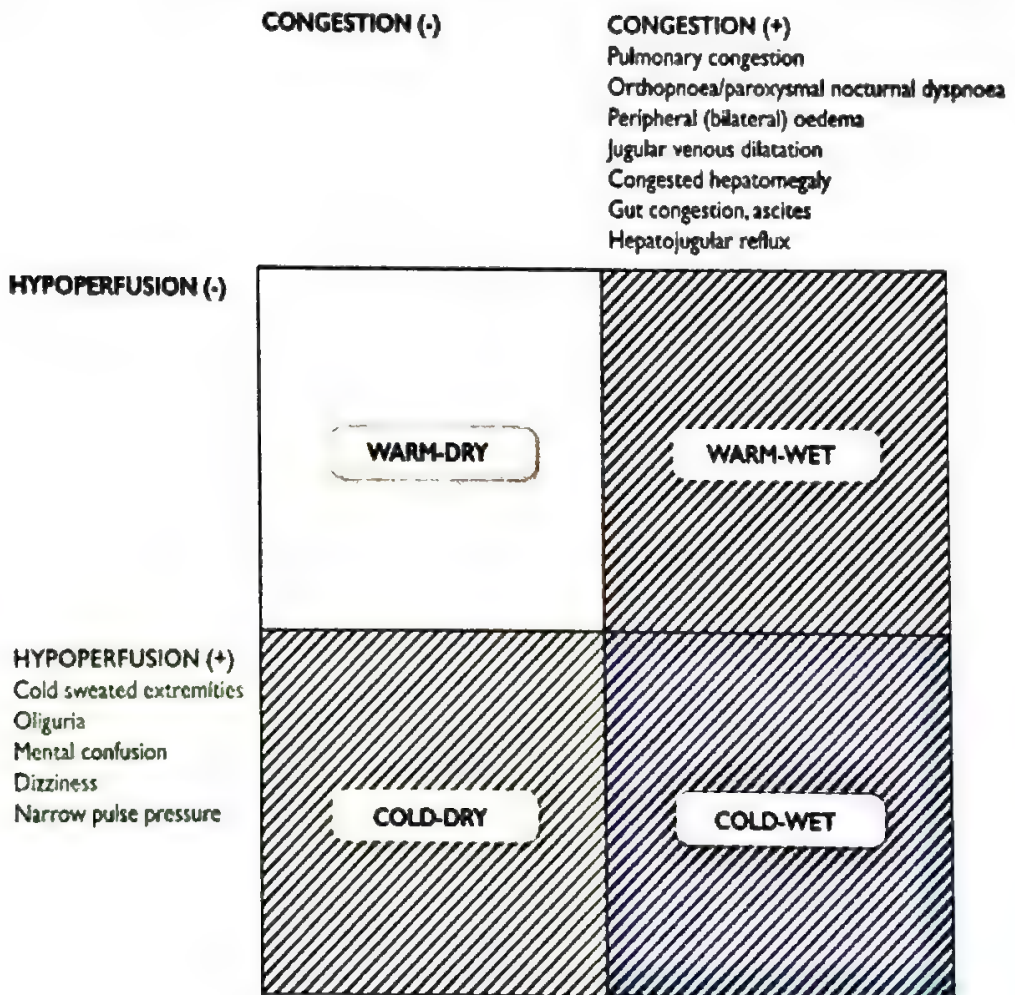 CONGESTION (-)
CONGESTION (+)
Pulmonary congestion
Orthopnoea/paroxysmal nocturnal dyspnoea
Peripheral (bilateral) oedema
Jugular venous dilatation
Congested hepatomegaly
Gut congestion, ascites
Hepatojugular reflux
HYPOPERFUSION (-)
WARM-DRY
WARM-WET
HYPOPERFUSION (+)
Cold sweated extremities
Oliguria
Mental confusion
Dizziness
Narrow pulse pressure
COLD-DRY
COLD-WET